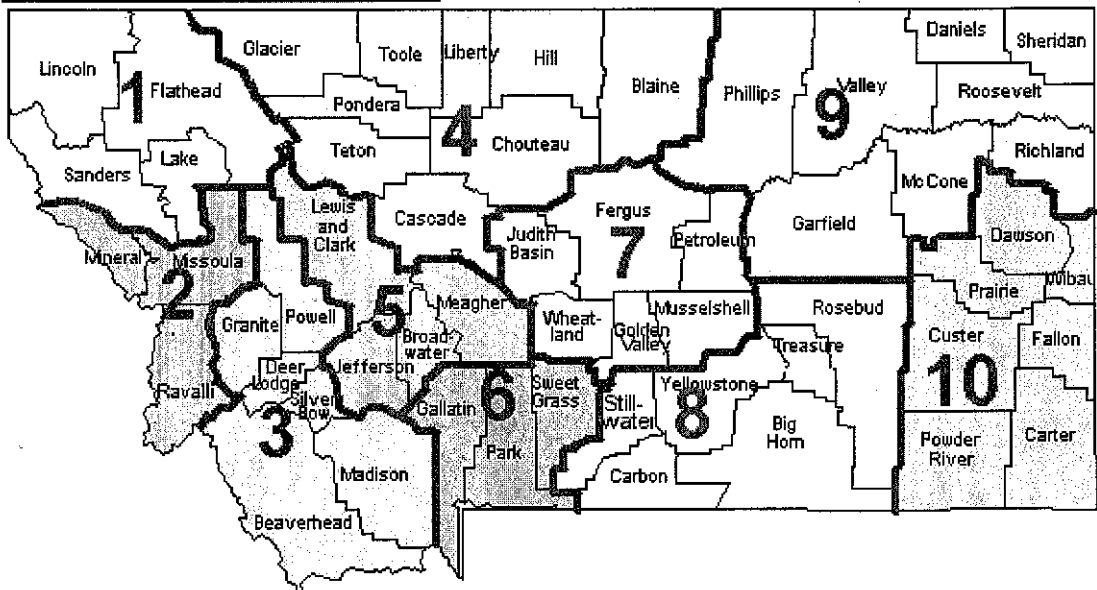 Lincoln
1
Flathead
Glacier
Toole
Liberty
Hill
Blaine
Phillips
Daniels
Sheridan
9
Valley
Roosevelt
Pondera
4
Chouteau
Teton
Lake
Sanders
Richland
McCone
Lewis
and
Clark
Cascade
Judith
Basin
Fergus
7
Petroleum
Garfield
Dawson
Mineral
Missoula
2
Meagher
5
Prairie
Wibau
Granite
Powell
Broad-
water
Wheat-
land
Golden
Valley
Musselshell
Rosebud
Treasure
Custer
10
Fallon
Deer
Lodge
Jefferson
Ravalli
Silver
Bow
3
Gallatin
6
Sweet
Grass
Park
Still-
water
Yellowstone
8
Big
Horn
Powder
River
Carter
Madison
Carbon
Beaverhead